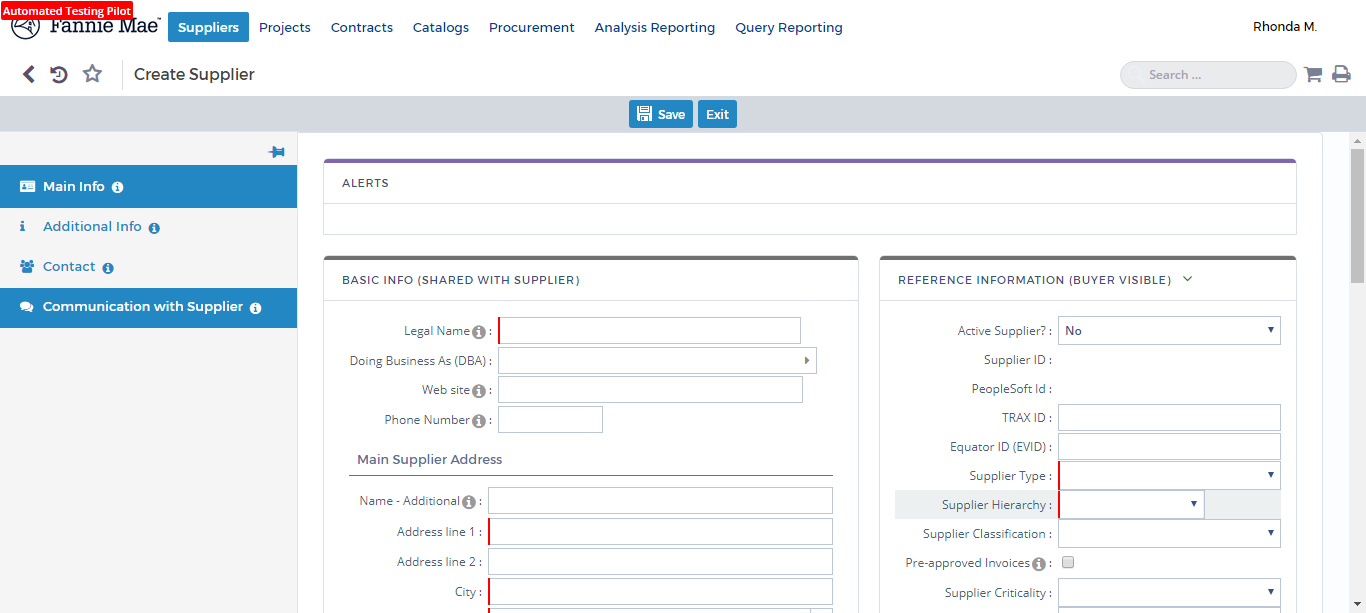 Automated Testing Pilot
Fannie Mae™
Suppliers Projects Contracts Catalogs Procurement Analysis Reporting Query Reporting
Rhonda M.
Create Supplier
Search ...
Save Exit
Main Info
Additional Info
Contact
Communication with Supplier
ALERTS
BASIC INFO (SHARED WITH SUPPLIER)
Legal Name :
Doing Business As (DBA) :
Web site :
Phone Number :
Main Supplier Address
Name - Additional :
Address line 1 :
Address line 2 :
City :
REFERENCE INFORMATION (BUYER VISIBLE)
Active Supplier? : No
Supplier ID :
PeopleSoft Id :
TRAX ID :
Equator ID (EVID) :
Supplier Type :
Supplier Hierarchy :
Supplier Classification :
Pre-approved Invoices :
Supplier Criticality :